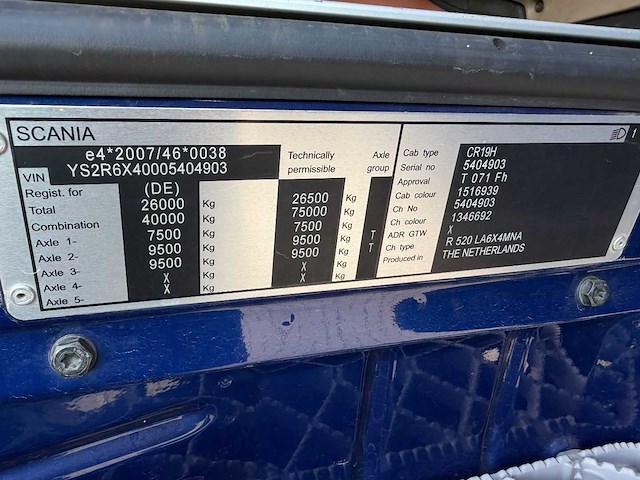 SCANIA
e4*2007/46*0038
VIN YS2R6X40005404903
Technically permissible
Axle group
Regist. for (DE)
Total 26000 Kg 26500 Kg
Combination 40000 Kg 75000 Kg
Axle 1- 7500 Kg 7500 Kg
Axle 2- 9500 Kg 9500 Kg T
Axle 3- 9500 Kg 9500 Kg T
Axle 4- X Kg X Kg
Axle 5- X Kg X Kg
1
Cab type CR19H
Serial no 5404903
Approval T 071 Fh
Cab colour 1516939
Ch No 5404903
Ch colour 1346692
ADR GTW X
Ch type R 520 LA6X4MNA
Produced in THE NETHERLANDS